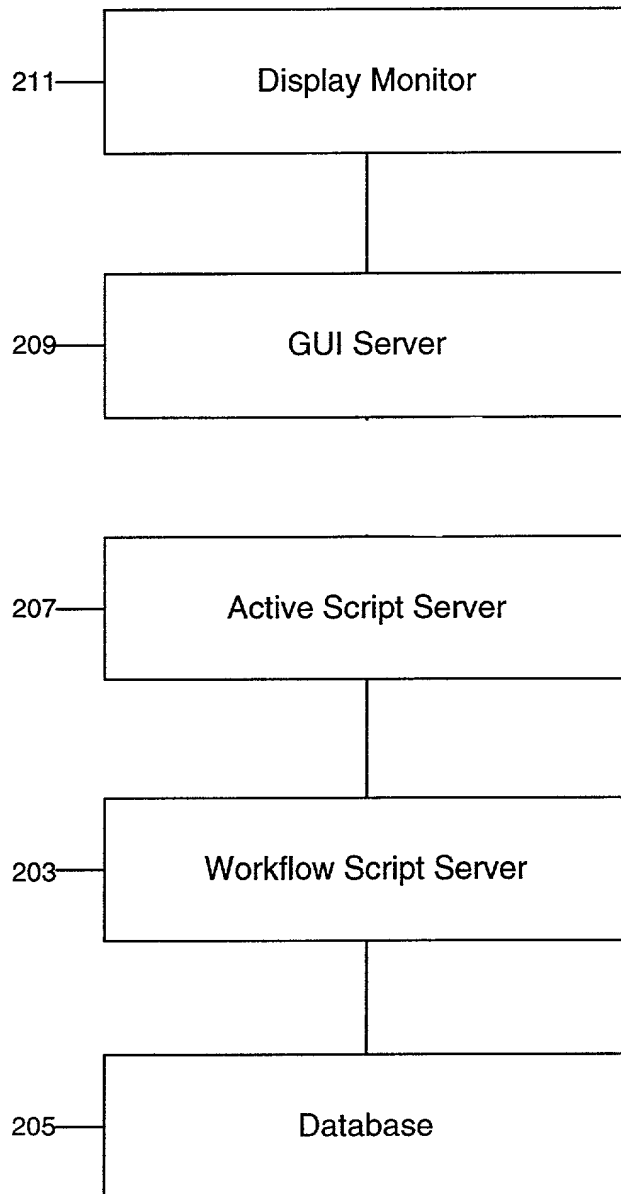 211
Display Monitor
209
GUI Server
207
Active Script Server
203
Workflow Script Server
205
Database